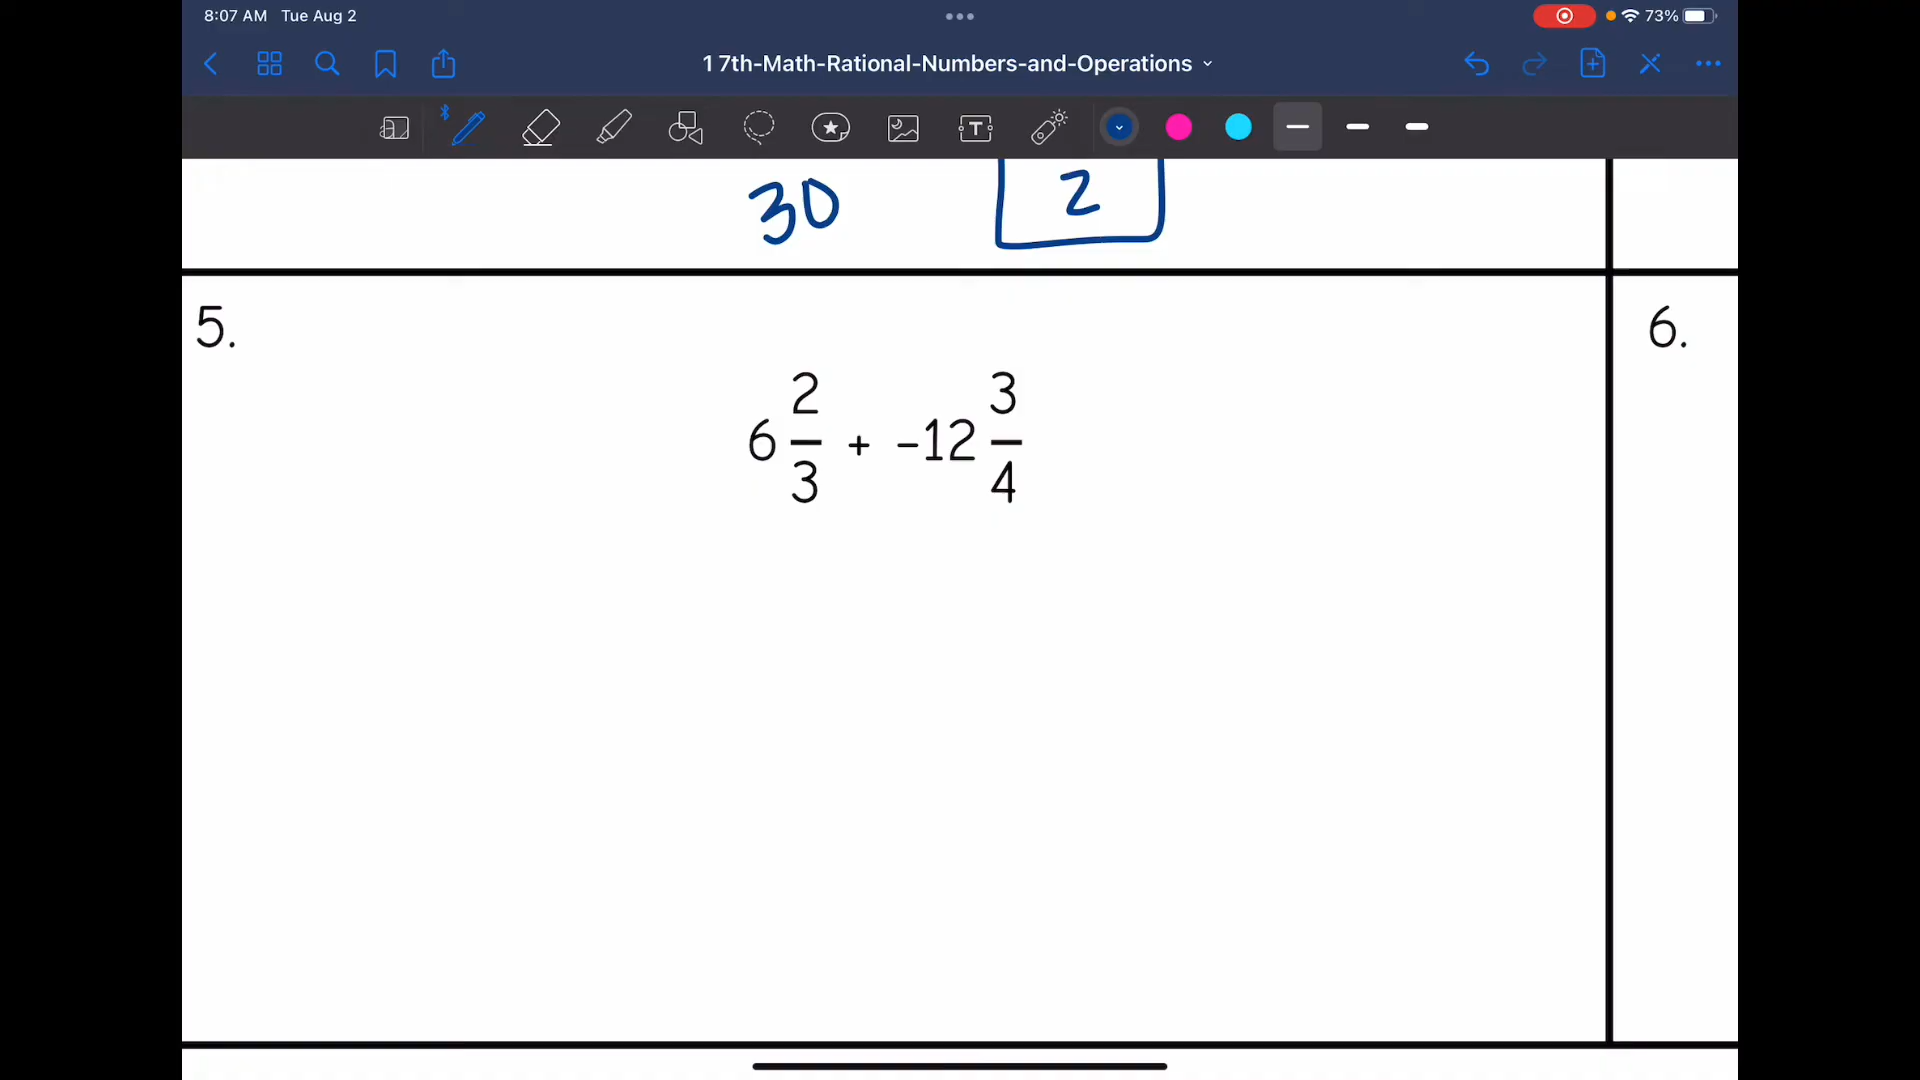 8:07 AM Tue Aug 2
73%
1 7th-Math-Rational-Numbers-and-Operations
30
2
5.
6 2/3 + -12 3/4
6.